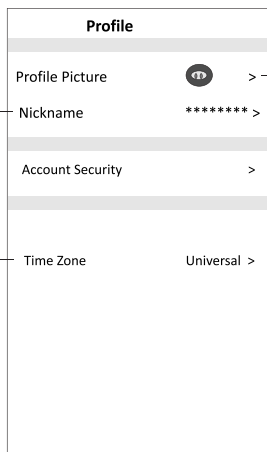 Profile
Profile Picture >
Nickname ******** >
Account Security >
Time Zone Universal >